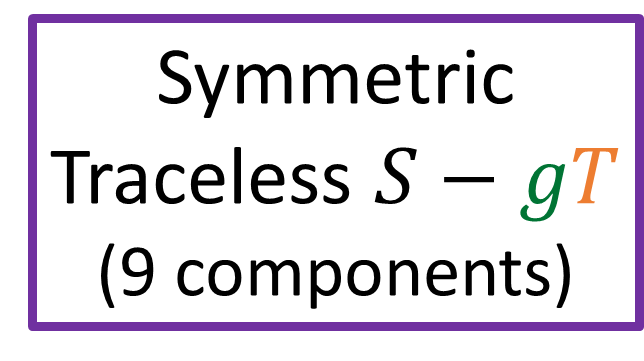 Symmetric
Traceless S − gT
(9 components)